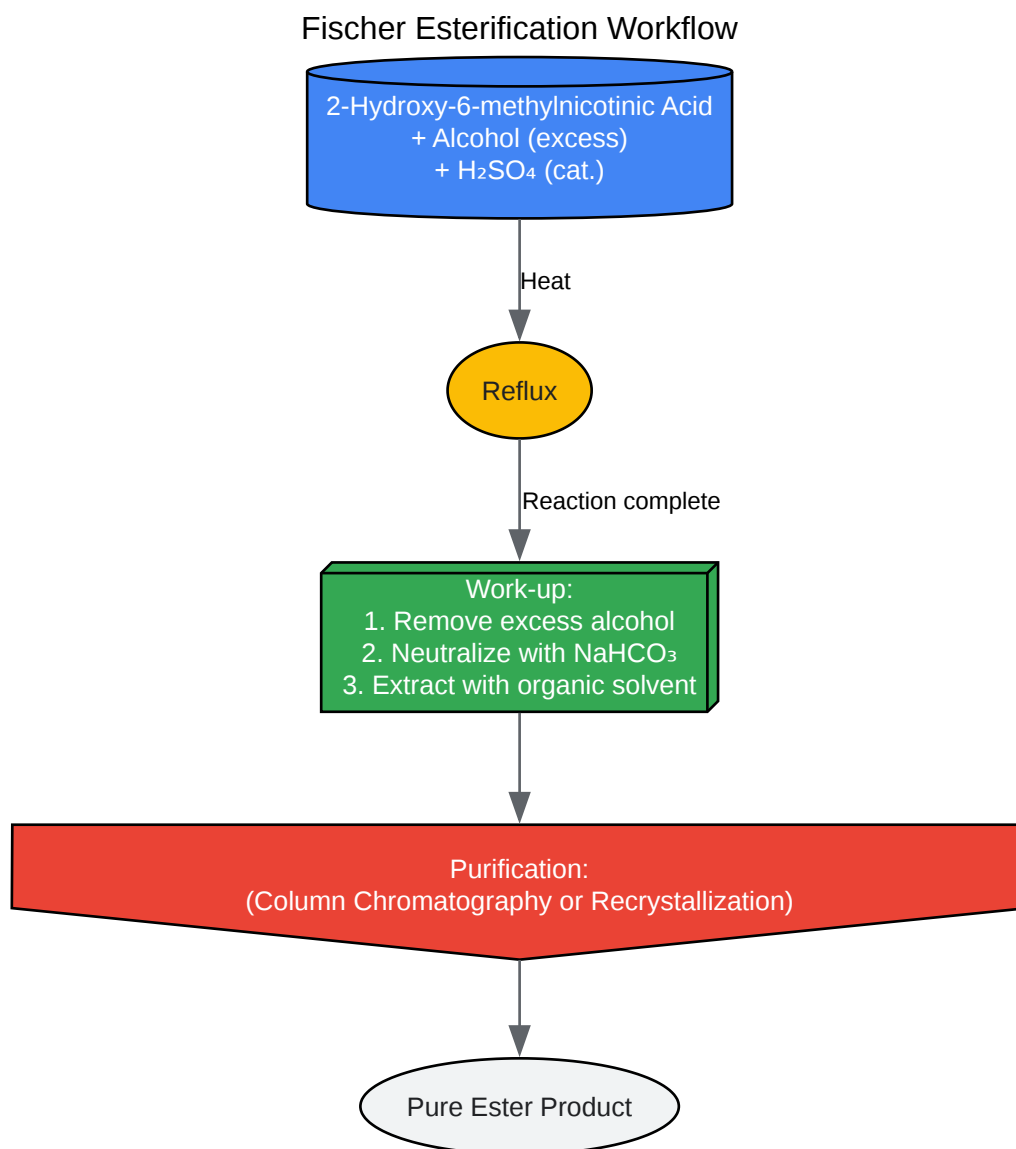 Fischer Esterification Workflow
2-Hydroxy-6-methylnicotinic Acid
+ Alcohol (excess)
+ H₂SO₄ (cat.)
Heat
Reflux
Reaction complete
Work-up:
1. Remove excess alcohol
2. Neutralize with NaHCO₃
3. Extract with organic solvent
Purification:
(Column Chromatography or Recrystallization)
Pure Ester Product